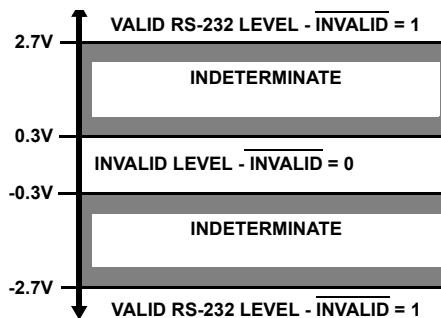 VALID RS-232 LEVEL - INVALID = 1
2.7V
INDETERMINATE
0.3V
INVALID LEVEL - INVALID = 0
-0.3V
INDETERMINATE
-2.7V
VALID RS-232 LEVEL - INVALID = 1